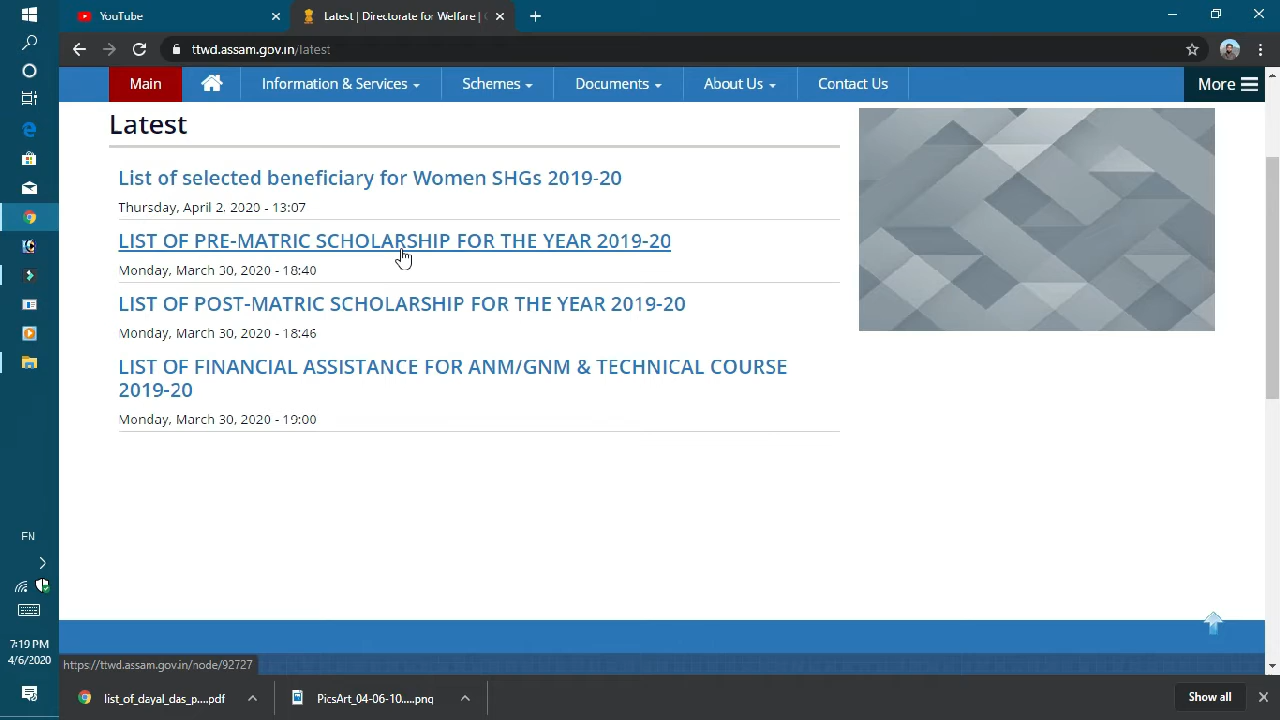 YouTube
Latest | Directorate for Welfare |
ttwd.assam.gov.in/latest
Main
Information & Services
Schemes
Documents
About Us
Contact Us
More
Latest
List of selected beneficiary for Women SHGs 2019-20
Thursday, April 2, 2020 - 13:07
LIST OF PRE-MATRIC SCHOLARSHIP FOR THE YEAR 2019-20
Monday, March 30, 2020 - 18:40
LIST OF POST-MATRIC SCHOLARSHIP FOR THE YEAR 2019-20
Monday, March 30, 2020 - 18:46
LIST OF FINANCIAL ASSISTANCE FOR ANM/GNM & TECHNICAL COURSE
2019-20
Monday, March 30, 2020 - 19:00
EN
7:19 PM
4/6/2020
https://ttwd.assam.gov.in/node/92727
list_of_dayal_das_p....pdf
PicsArt_04-06-10.....png
Show all